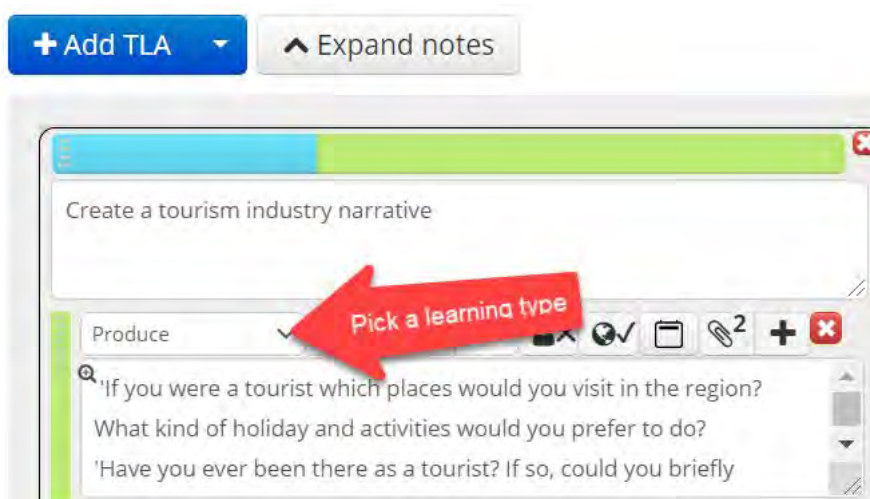 Add TLA
Expand notes
Create a tourism industry narrative
Pick a learning type
Produce
2
'If you were a tourist which places would you visit in the region?
What kind of holiday and activities would you prefer to do?
'Have you ever been there as a tourist? If so, could you briefly